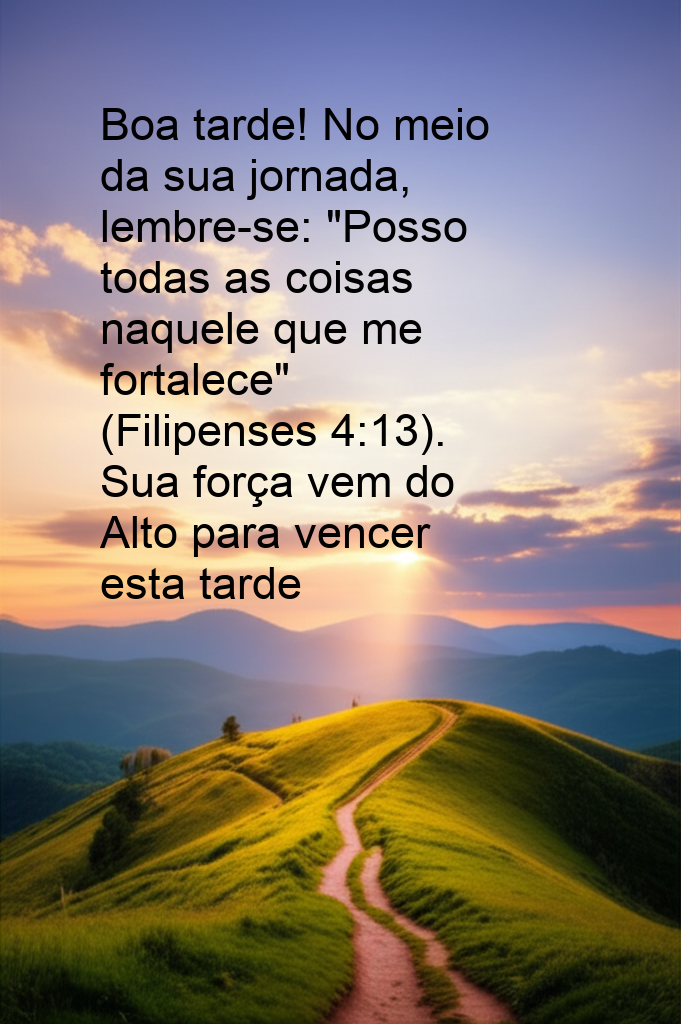 Boa tarde! No meio
da sua jornada,
lembre-se: "Posso
todas as coisas
naquele que me
fortalece"
(Filipenses 4:13).
Sua força vem do
Alto para vencer
esta tarde